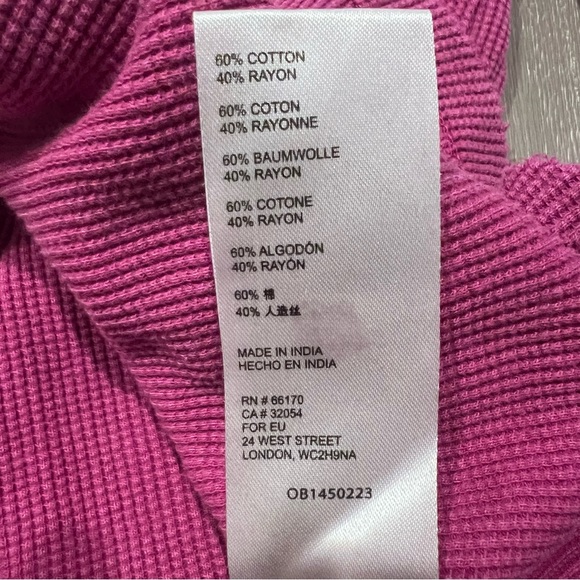 60% COTTON
40% RAYON
60% COTON
40% RAYONNE
60% BAUMWOLLE
40% RAYON
60% COTONE
40% RAYON
60% ALGODÓN
40% RAYÓN
60% 棉
40% 人造丝
MADE IN INDIA
HECHO EN INDIA
RN # 66170
CA # 32054
FOR EU
24 WEST STREET
LONDON, WC2H9NA
OB1450223